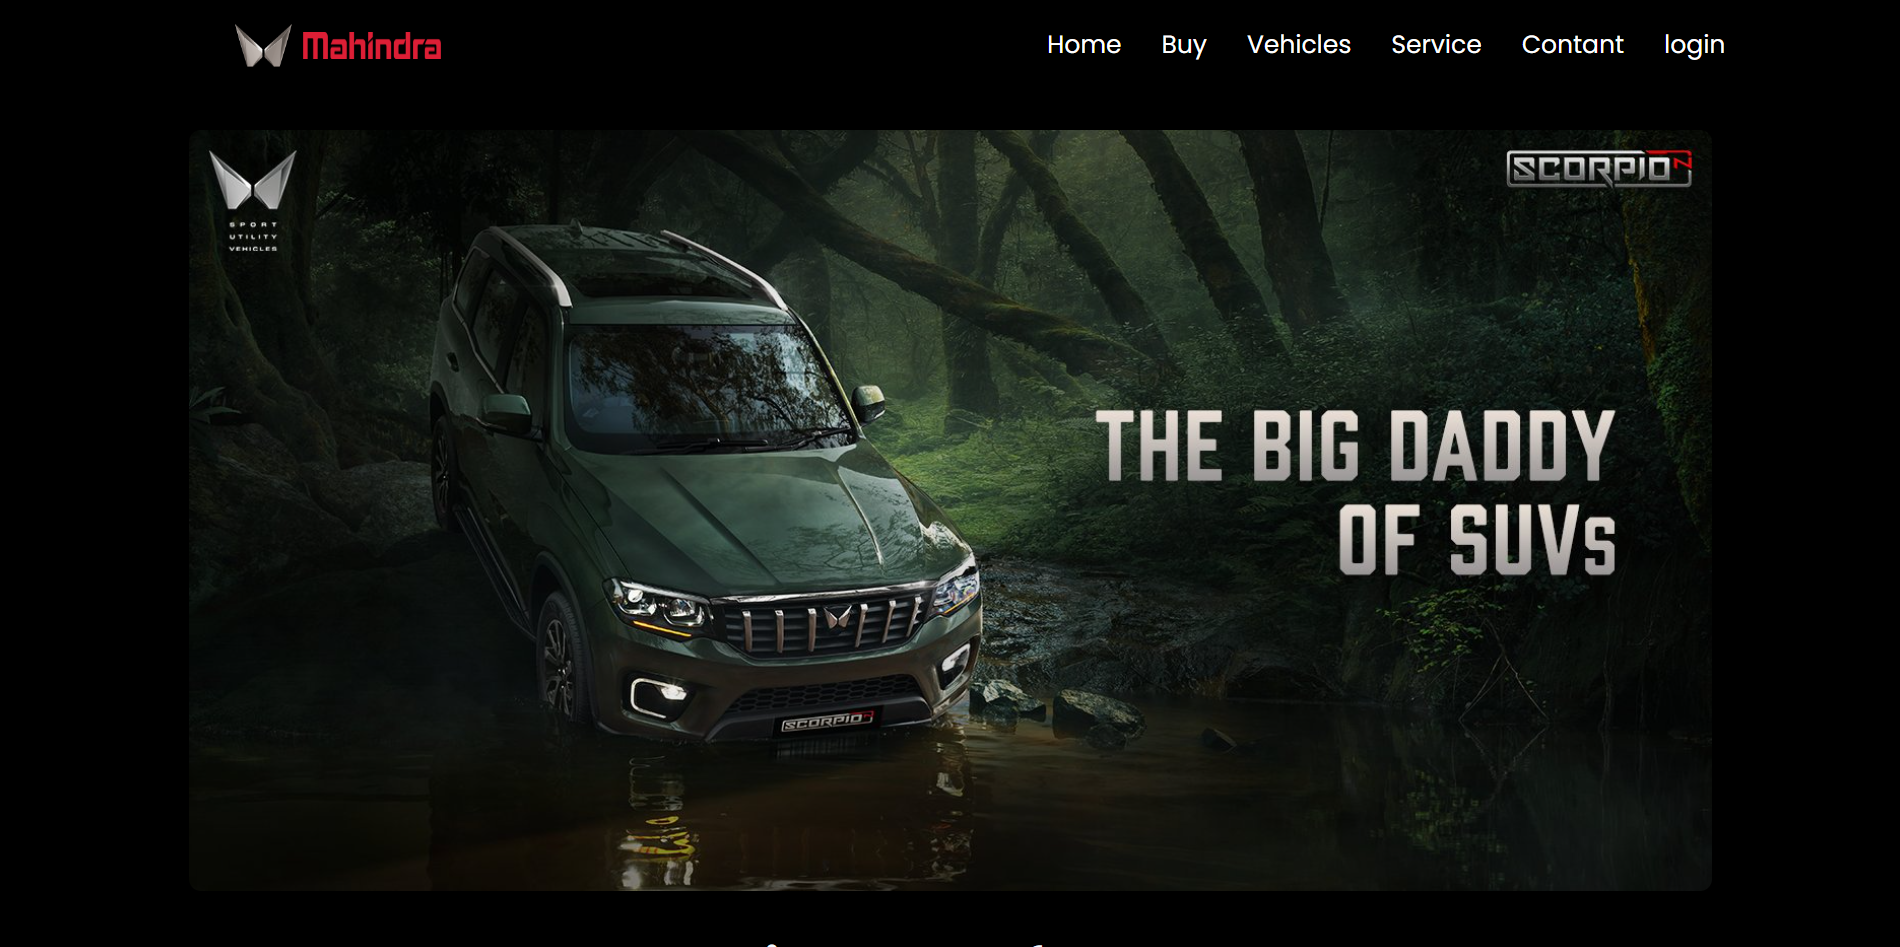 Mahindra
Home Buy Vehicles Service Contant login
SPORT
UTILITY
VEHICLES
SCORPIO N
THE BIG DADDY
OF SUVs
SCORPIO N